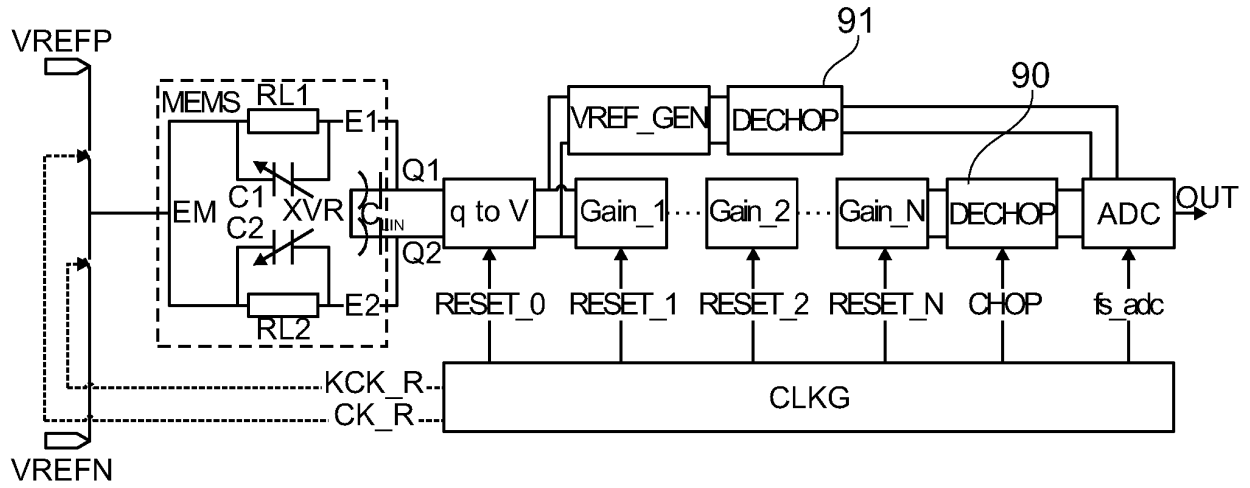 VREFP
91
90
MEMS
RL1
E1
VREF_GEN
DECHOP
C1
C2
XVR
EM
C_IN
Q1
Q2
q to V
Gain_1
Gain_2
Gain_N
DECHOP
ADC
OUT
E2
RL2
RESET_0
RESET_1
RESET_2
RESET_N
CHOP
fs_adc
KCK_R
CK_R
CLKG
VREFN